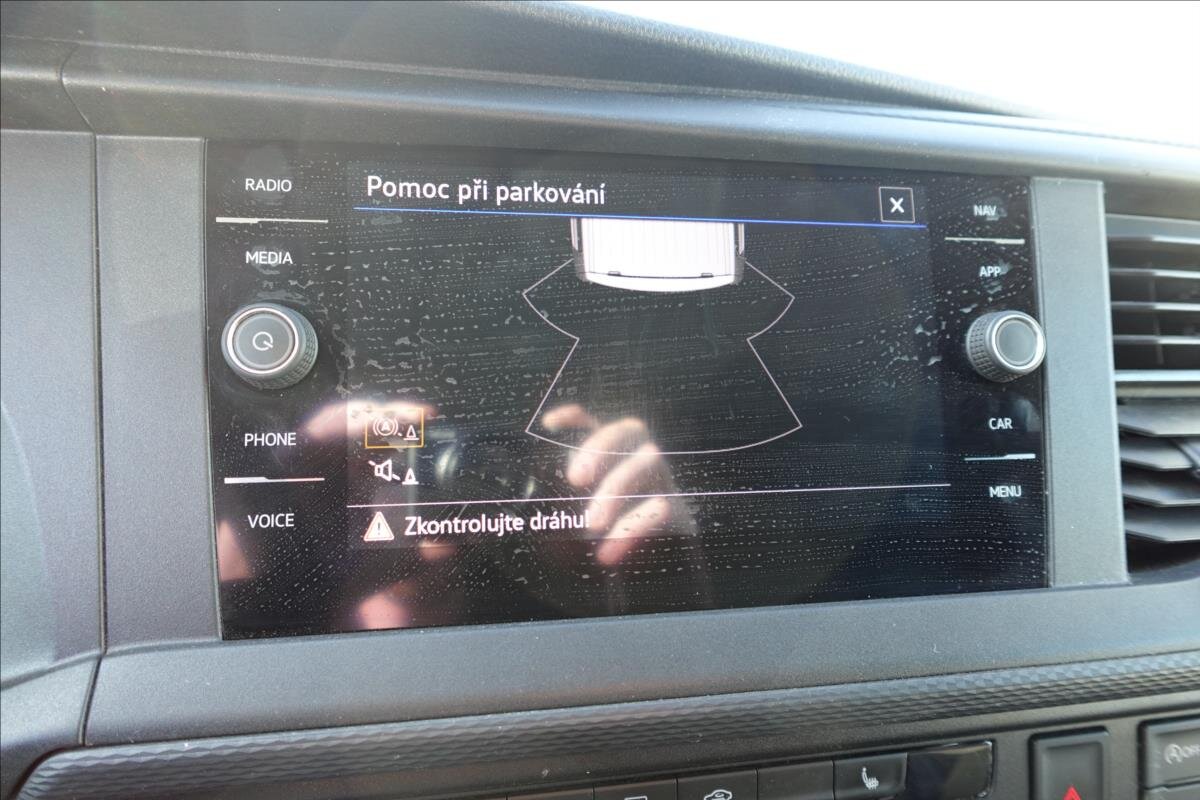 RADIO
MEDIA
PHONE
VOICE
Pomoc při parkování
X
Zkontrolujte dráhu!
NAV
APP
CAR
MENU